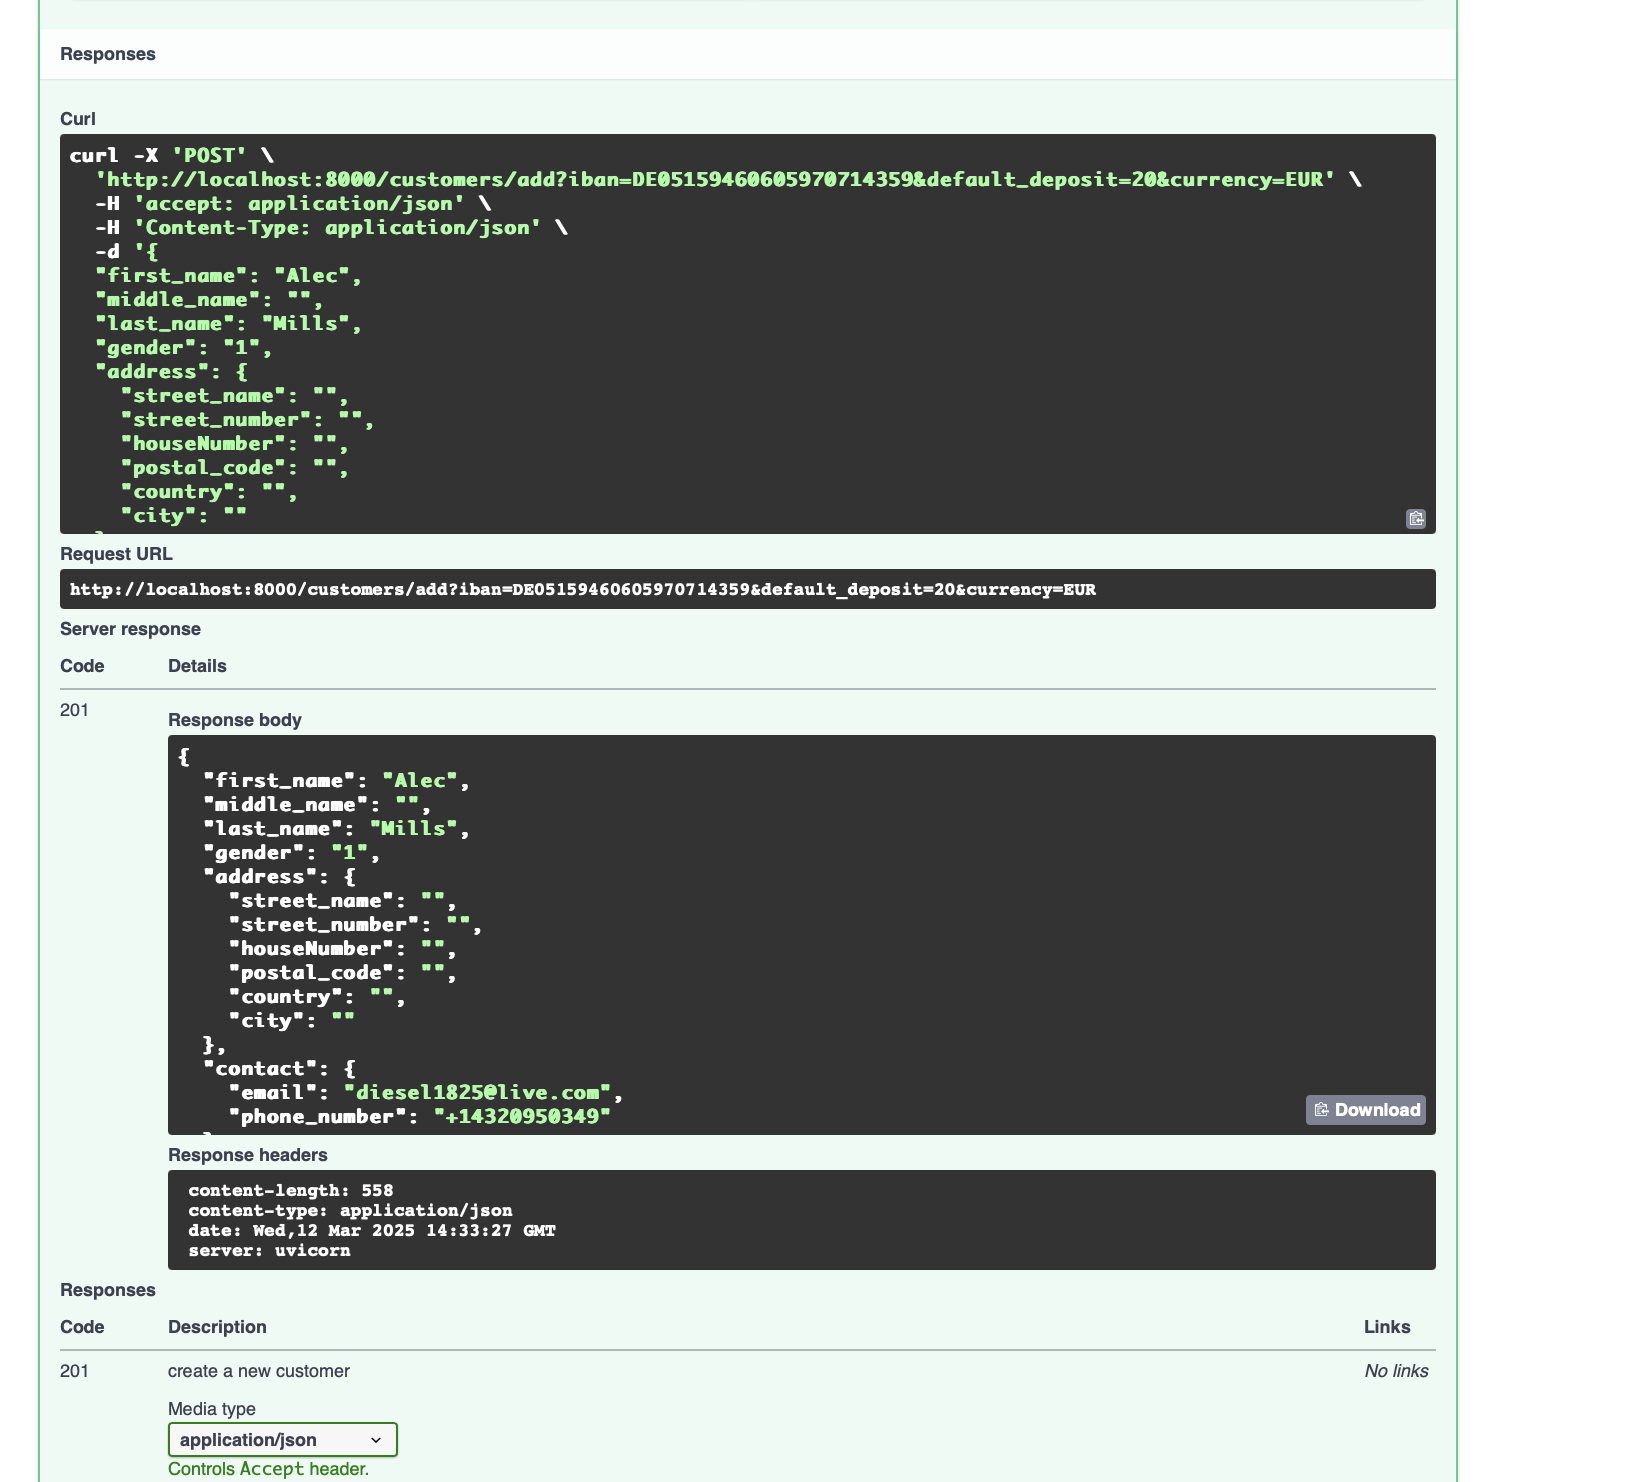 Responses
Curl
curl -X 'POST' \
  'http://localhost:8000/customers/add?iban=DE05159460605970714359&default_deposit=20&currency=EUR' \
  -H 'accept: application/json' \
  -H 'Content-Type: application/json' \
  -d '{
  "first_name": "Alec",
  "middle_name": "",
  "last_name": "Mills",
  "gender": "1",
  "address": {
    "street_name": "",
    "street_number": "",
    "houseNumber": "",
    "postal_code": "",
    "country": "",
    "city": ""
Request URL
http://localhost:8000/customers/add?iban=DE05159460605970714359&default_deposit=20&currency=EUR
Server response
Code Details
201
Response body
{
  "first_name": "Alec",
  "middle_name": "",
  "last_name": "Mills",
  "gender": "1",
  "address": {
    "street_name": "",
    "street_number": "",
    "houseNumber": "",
    "postal_code": "",
    "country": "",
    "city": ""
  },
  "contact": {
    "email": "diesel1825@live.com",
    "phone_number": "+14320950349"
Download
Response headers
content-length: 558
content-type: application/json
date: Wed,12 Mar 2025 14:33:27 GMT
server: uvicorn
Responses
Code Description Links
201 create a new customer No links
Media type
application/json
Controls Accept header.